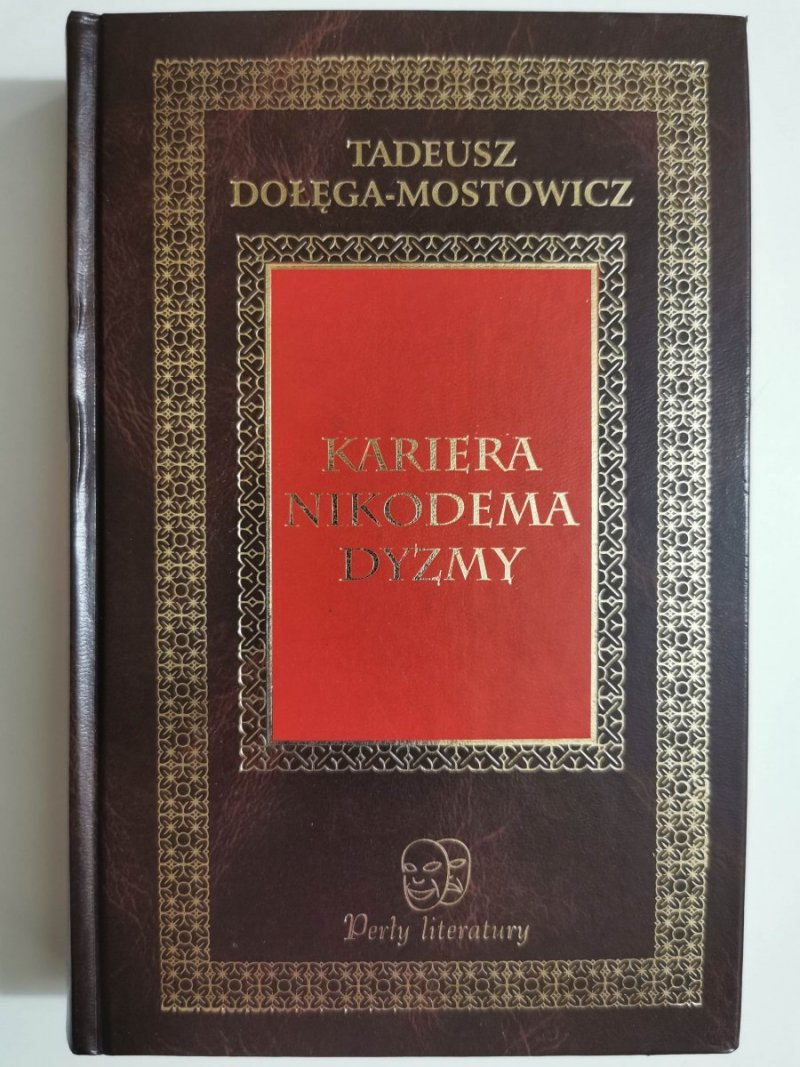 TADEUSZ
DOŁĘGA-MOSTOWICZ
KARIERA
NIKODEMA
DYZMY
Perły literatury